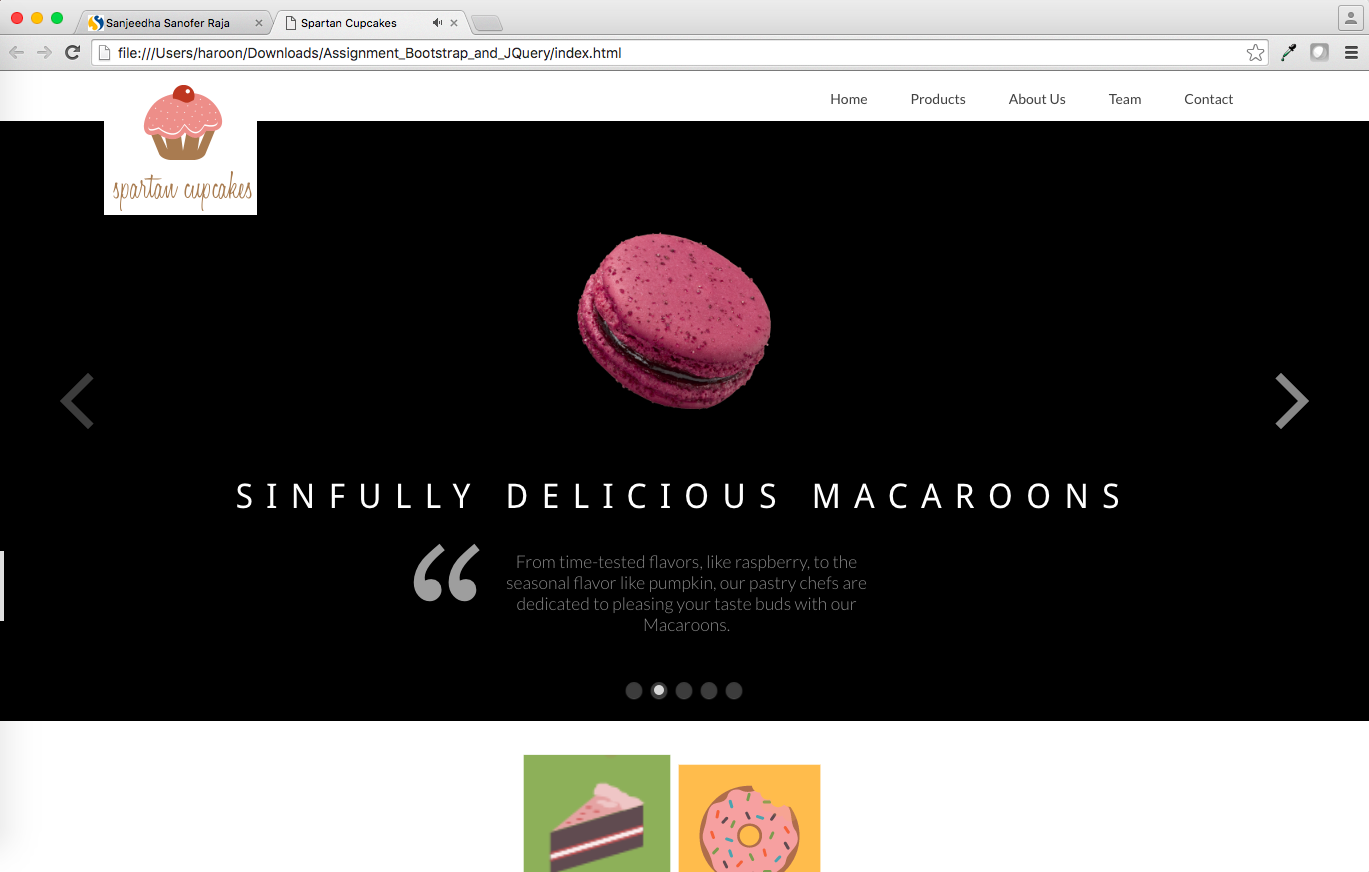 Sanjeedha Sanofer Raja
Spartan Cupcakes
file:///Users/haroon/Downloads/Assignment_Bootstrap_and_JQuery/index.html
Home Products About Us Team Contact
spartan cupcakes
SINFULLY DELICIOUS MACAROONS
“
From time-tested flavors, like raspberry, to the
seasonal flavor like pumpkin, our pastry chefs are
dedicated to pleasing your taste buds with our
Macaroons.